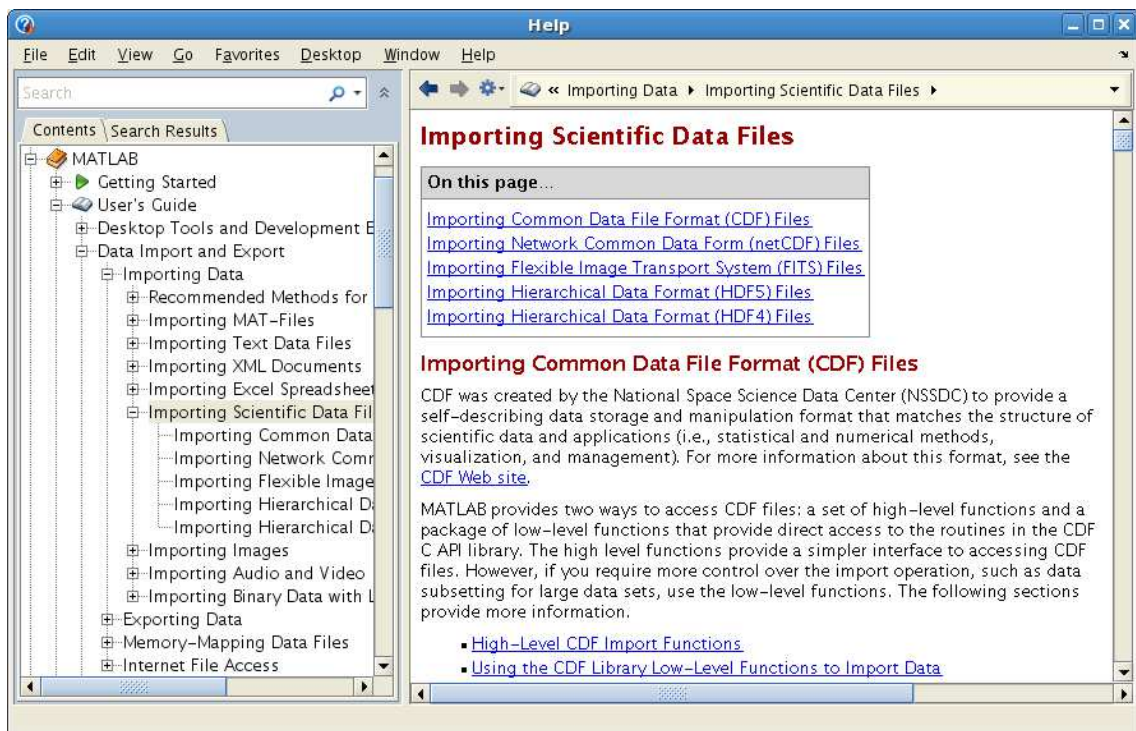 Help
File Edit View Go Favorites Desktop Window Help
Search
Contents Search Results
MATLAB
Getting Started
User's Guide
Desktop Tools and Development E
Data Import and Export
Importing Data
Recommended Methods for
Importing MAT-Files
Importing Text Data Files
Importing XML Documents
Importing Excel Spreadsheet
Importing Scientific Data Fil
Importing Common Data
Importing Network Comm
Importing Flexible Image
Importing Hierarchical Da
Importing Hierarchical Da
Importing Images
Importing Audio and Video
Importing Binary Data with L
Exporting Data
Memory-Mapping Data Files
Internet File Access
« Importing Data ▸ Importing Scientific Data Files ▸
Importing Scientific Data Files
On this page...
Importing Common Data File Format (CDF) Files
Importing Network Common Data Form (netCDF) Files
Importing Flexible Image Transport System (FITS) Files
Importing Hierarchical Data Format (HDF5) Files
Importing Hierarchical Data Format (HDF4) Files
Importing Common Data File Format (CDF) Files
CDF was created by the National Space Science Data Center (NSSDC) to provide a
self-describing data storage and manipulation format that matches the structure of
scientific data and applications (i.e., statistical and numerical methods,
visualization, and management). For more information about this format, see the
CDF Web site.
MATLAB provides two ways to access CDF files: a set of high-level functions and a
package of low-level functions that provide direct access to the routines in the CDF
C API library. The high level functions provide a simpler interface to accessing CDF
files. However, if you require more control over the import operation, such as data
subsetting for large data sets, use the low-level functions. The following sections
provide more information.
▪ High-Level CDF Import Functions
▪ Using the CDF Library Low-Level Functions to Import Data